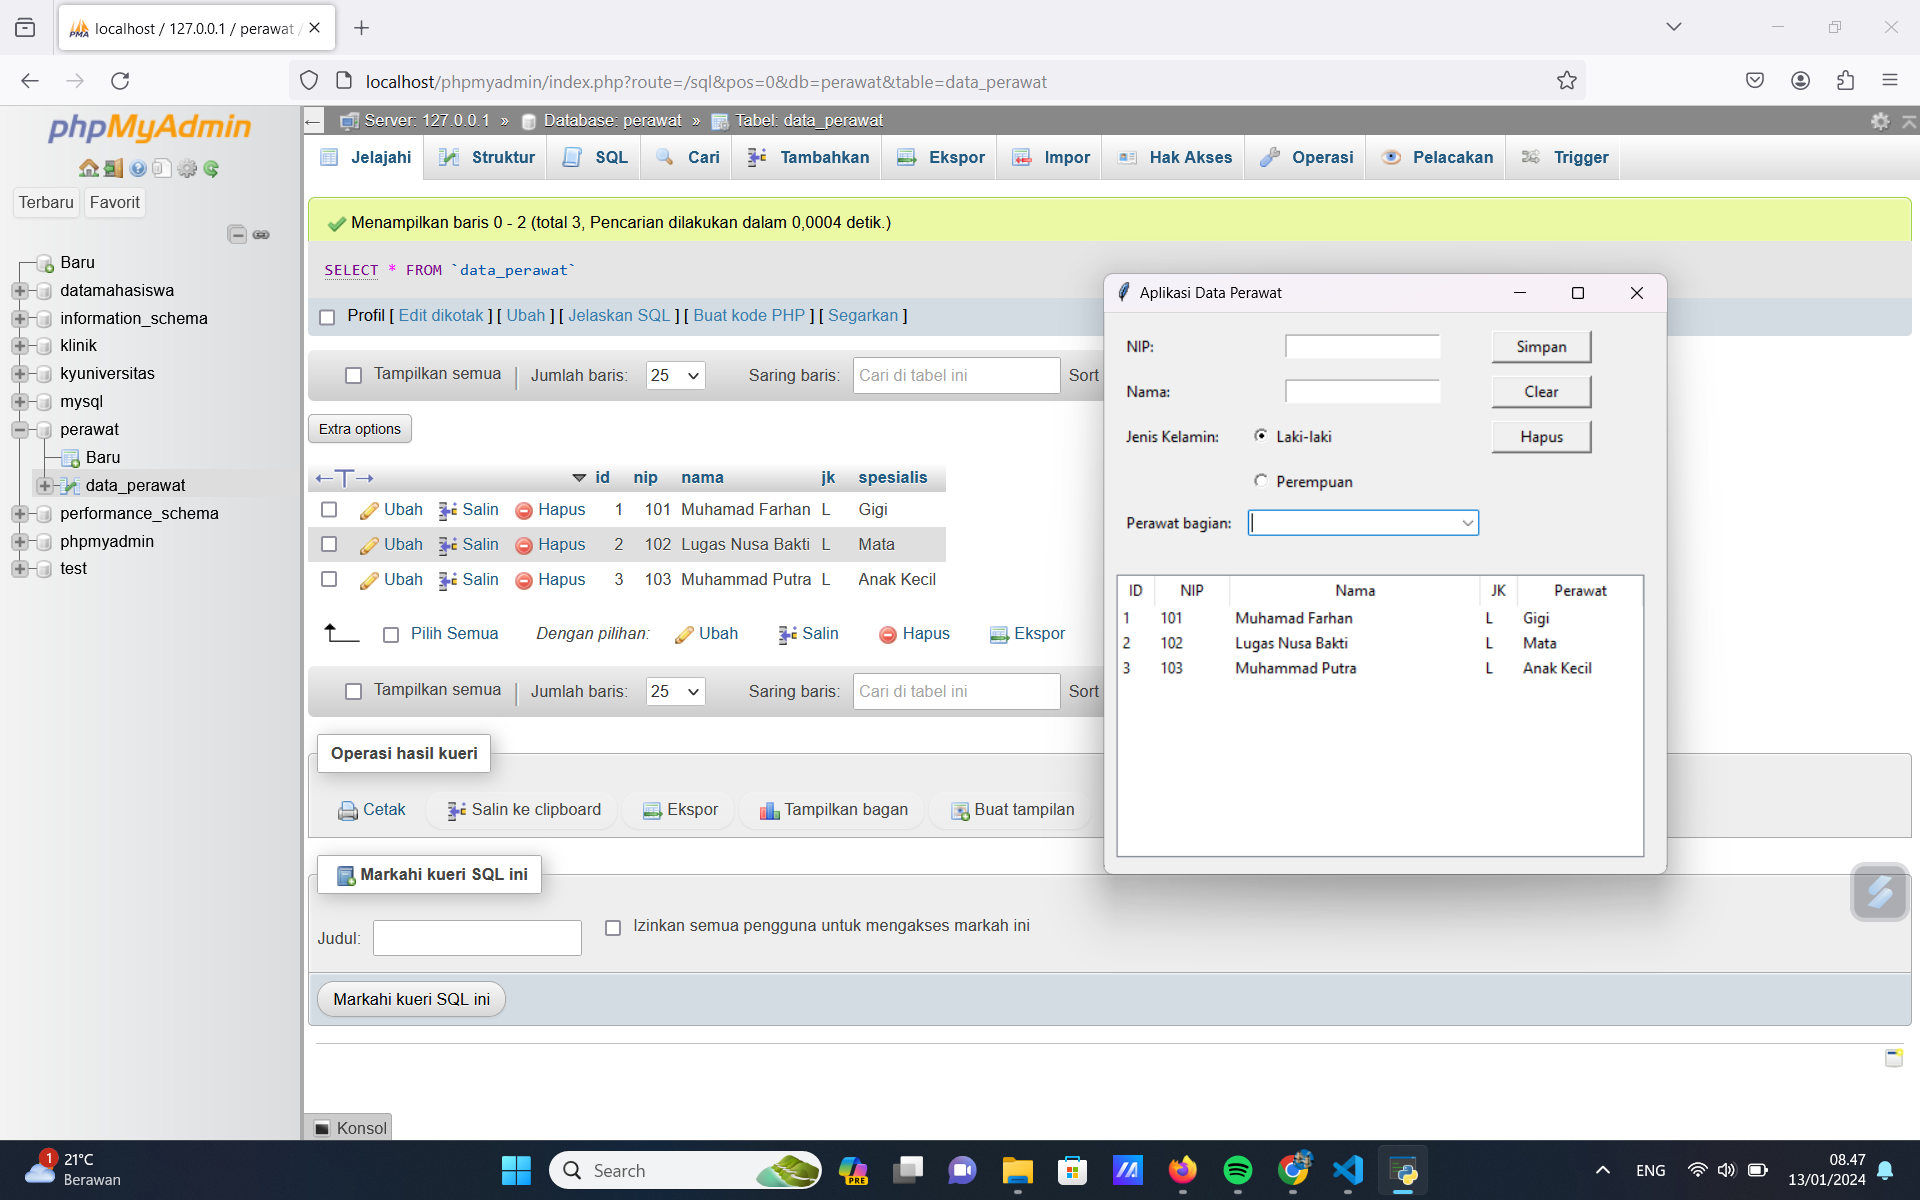 localhost / 127.0.0.1 / perawat /
localhost/phpmyadmin/index.php?route=/sql&pos=0&db=perawat&table=data_perawat
phpMyAdmin
Terbaru Favorit
Baru
datamahasiswa
information_schema
klinik
kyuniversitas
mysql
perawat
Baru
data_perawat
performance_schema
phpmyadmin
test
Server: 127.0.0.1 » Database: perawat » Tabel: data_perawat
Jelajahi Struktur SQL Cari Tambahkan Ekspor Impor Hak Akses Operasi Pelacakan Trigger
Menampilkan baris 0 - 2 (total 3, Pencarian dilakukan dalam 0,0004 detik.)
SELECT * FROM `data_perawat`
Profil [ Edit dikotak ] [ Ubah ] [ Jelaskan SQL ] [ Buat kode PHP ] [ Segarkan ]
Tampilkan semua | Jumlah baris: 25 Saring baris: Cari di tabel ini Sort
Extra options
id nip nama jk spesialis
Ubah Salin Hapus 1 101 Muhamad Farhan L Gigi
Ubah Salin Hapus 2 102 Lugas Nusa Bakti L Mata
Ubah Salin Hapus 3 103 Muhammad Putra L Anak Kecil
Pilih Semua Dengan pilihan: Ubah Salin Hapus Ekspor
Tampilkan semua | Jumlah baris: 25 Saring baris: Cari di tabel ini Sort
Operasi hasil kueri
Cetak Salin ke clipboard Ekspor Tampilkan bagan Buat tampilan
Markahi kueri SQL ini
Judul: Izinkan semua pengguna untuk mengakses markah ini
Markahi kueri SQL ini
Konsol
Aplikasi Data Perawat
NIP: Simpan
Nama: Clear
Jenis Kelamin: Laki-laki Hapus
Perempuan
Perawat bagian:
ID NIP Nama JK Perawat
1 101 Muhamad Farhan L Gigi
2 102 Lugas Nusa Bakti L Mata
3 103 Muhammad Putra L Anak Kecil
1 21°C
Berawan
Search
PRE
ENG
08.47
13/01/2024